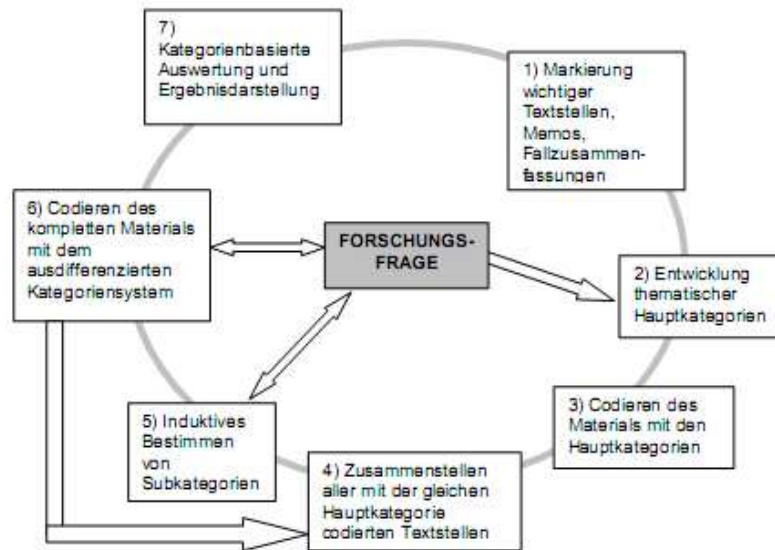 7)
Kategorienbasierte
Auswertung und
Ergebnisdarstellung
1) Markierung
wichtiger
Textstellen,
Memos,
Fallzusammen-
fassungen
6) Codieren des
kompletten Materials
mit dem
ausdifferenzierten
Kategoriensystem
FORSCHUNGS-
FRAGE
2) Entwicklung
thematischer
Hauptkategorien
3) Codieren des
Materials mit den
Hauptkategorien
5) Induktives
Bestimmen
von
Subkategorien
4) Zusammenstellen
aller mit der gleichen
Hauptkategorie
codierten Textstellen